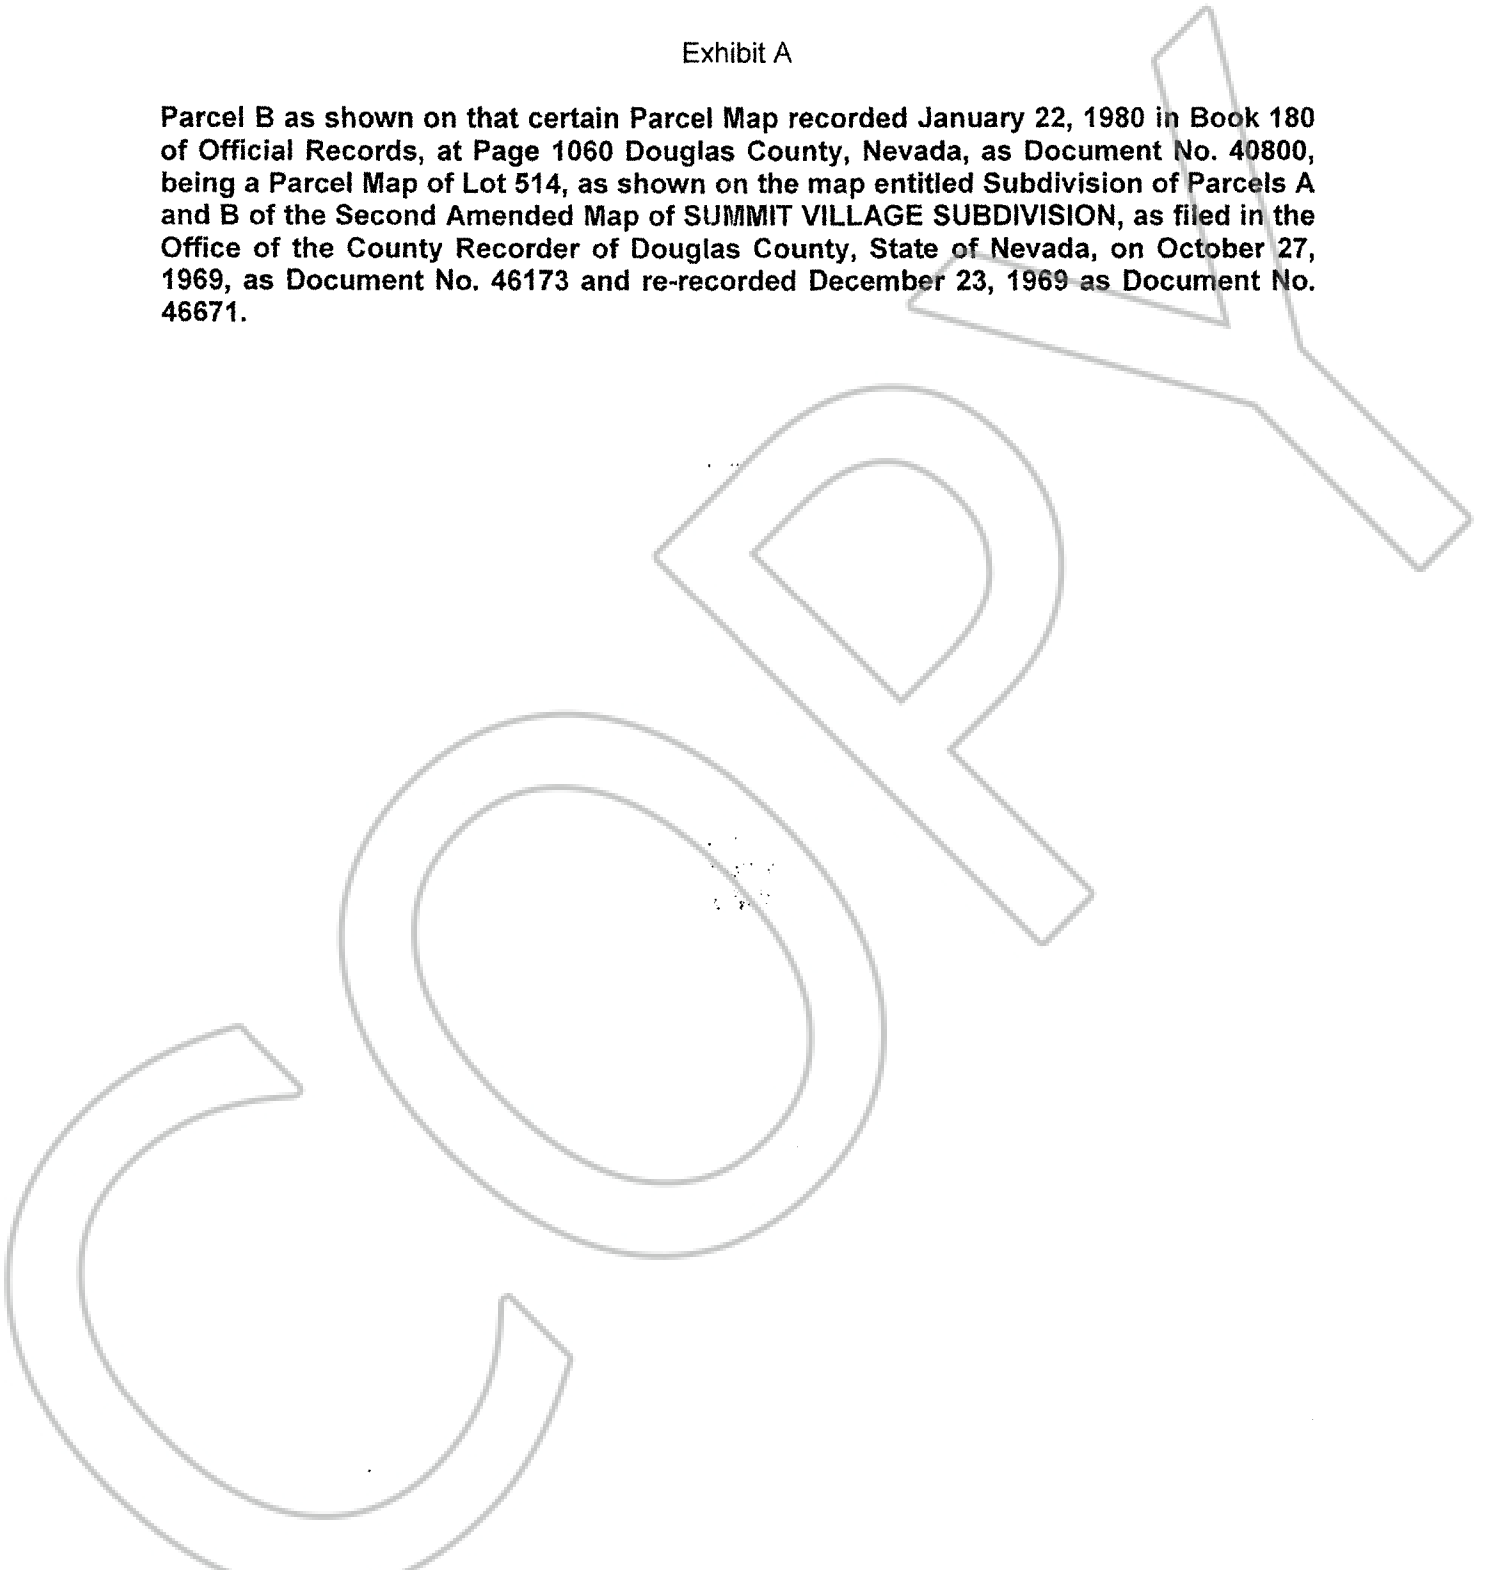 Exhibit A
Parcel B as shown on that certain Parcel Map recorded January 22, 1980 in Book 180
of Official Records, at Page 1060 Douglas County, Nevada, as Document No. 40800,
being a Parcel Map of Lot 514, as shown on the map entitled Subdivision of Parcels A
and B of the Second Amended Map of SUMMIT VILLAGE SUBDIVISION, as filed in the
Office of the County Recorder of Douglas County, State of Nevada, on October 27,
1969, as Document No. 46173 and re-recorded December 23, 1969 as Document No.
46671.
COPY